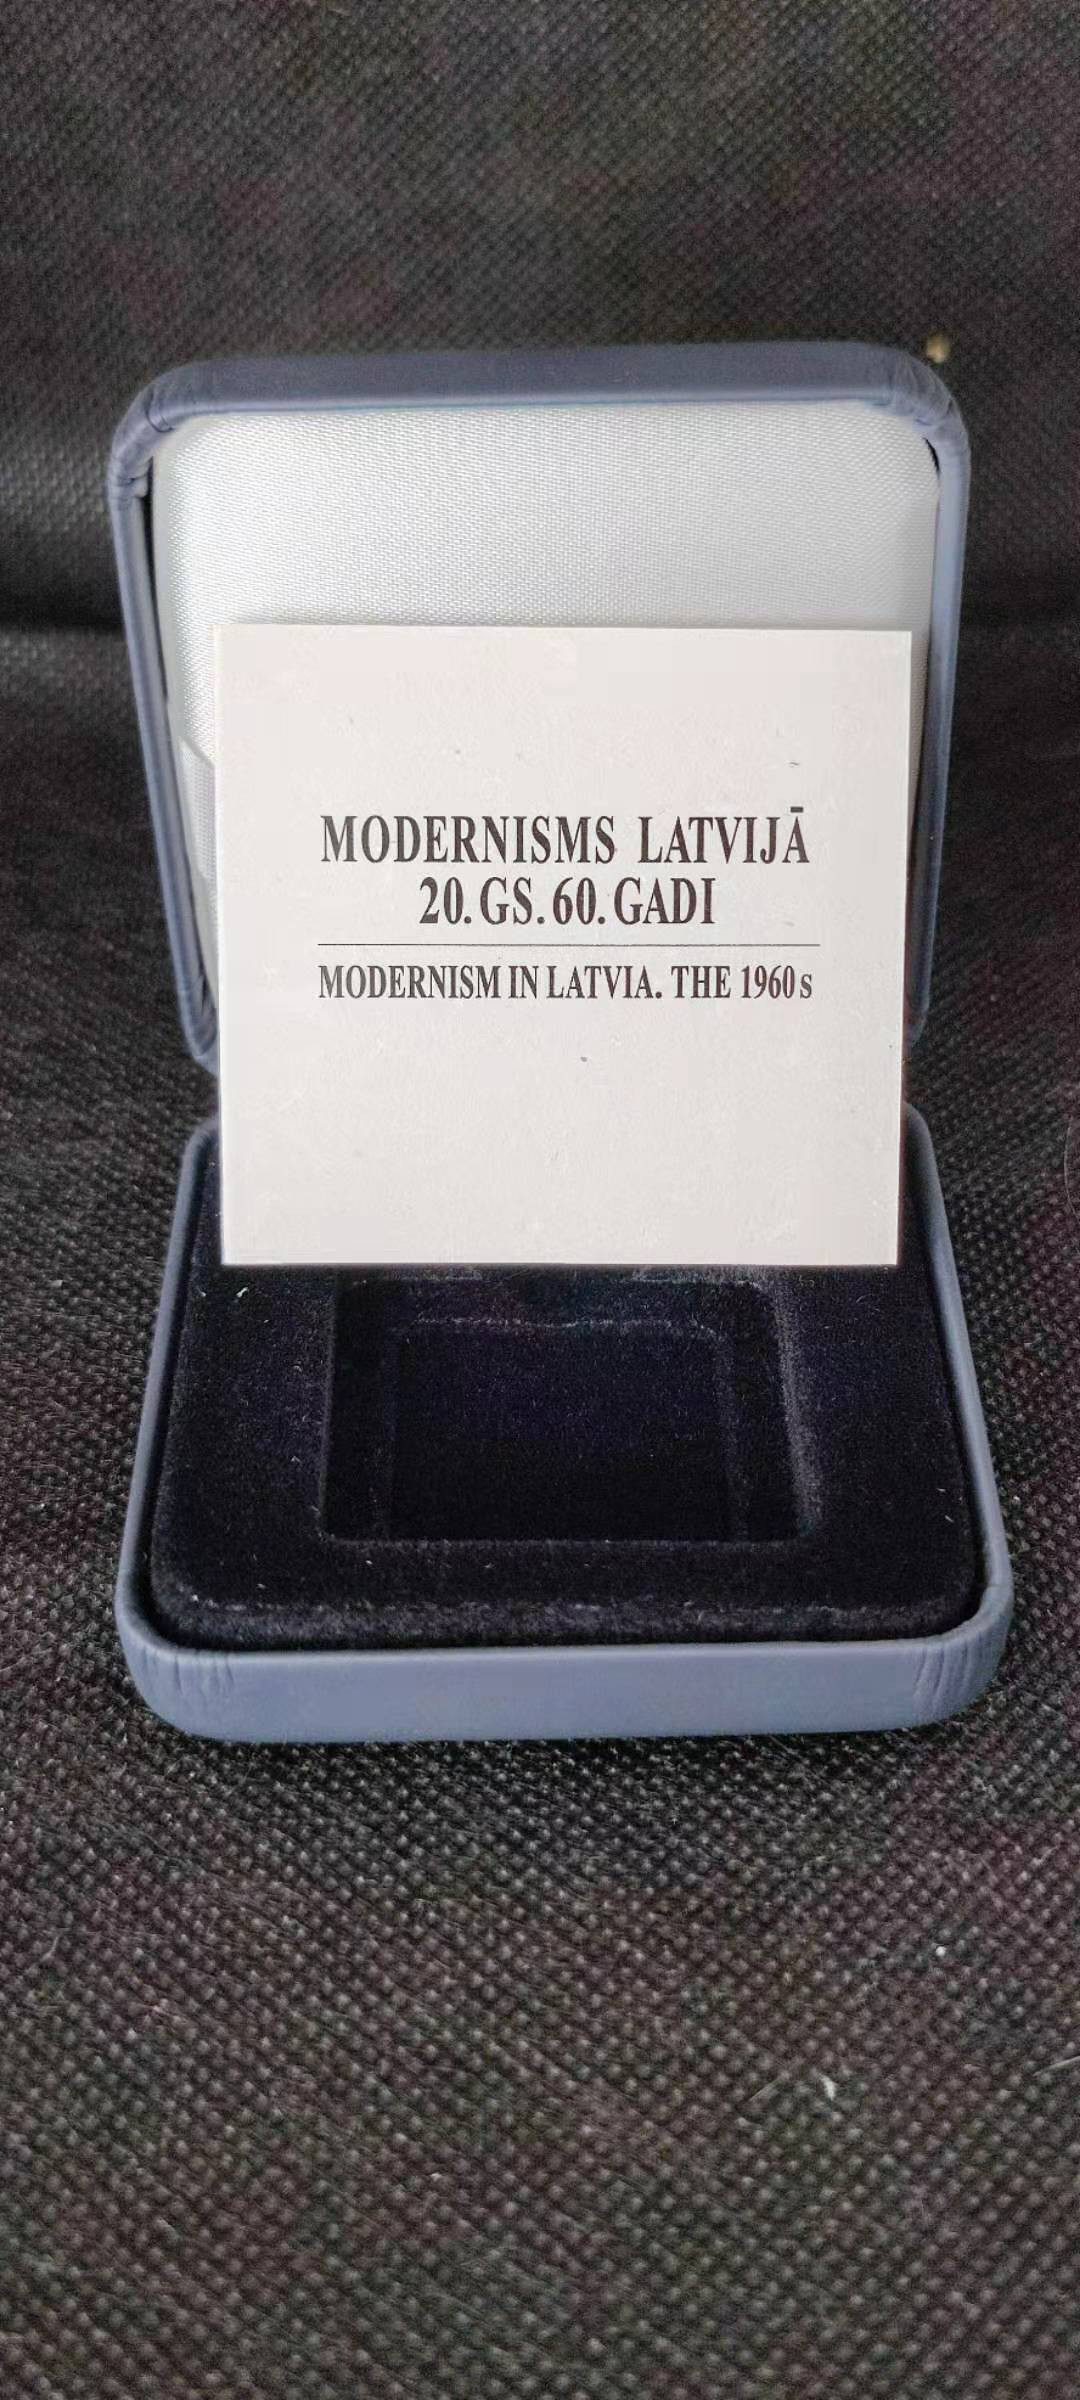 MODERNISMS LATVIJĀ
20. GS. 60. GADI
MODERNISM IN LATVIA. THE 1960s